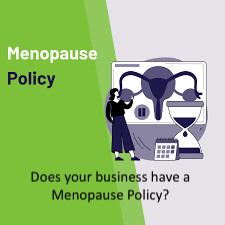 Menopause
Policy
Does your business have a
Menopause Policy?